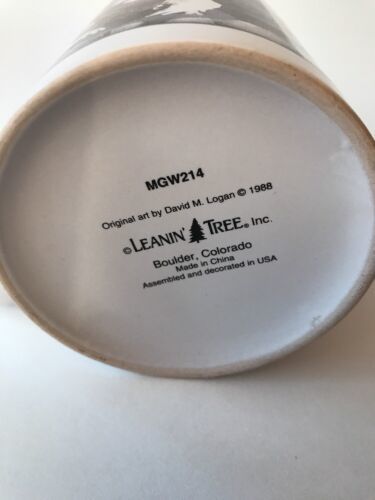 MGW214
Original art by David M. Logan © 1988
© LEANIN' TREE® Inc.
Boulder, Colorado
Made in China
Assembled and decorated in USA